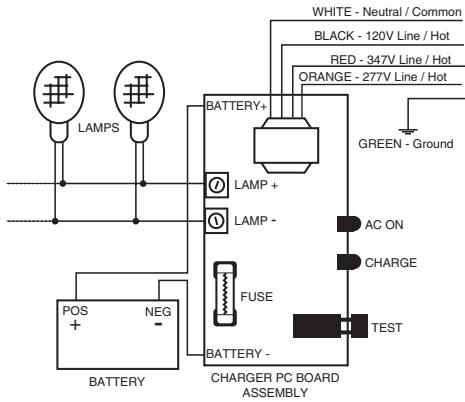 WHITE - Neutral / Common
BLACK - 120V Line / Hot
RED - 347V Line / Hot
ORANGE - 277V Line / Hot
BATTERY+
LAMPS
GREEN - Ground
LAMP +
LAMP -
AC ON
CHARGE
FUSE
POS
+
NEG
-
TEST
BATTERY -
BATTERY
CHARGER PC BOARD
ASSEMBLY